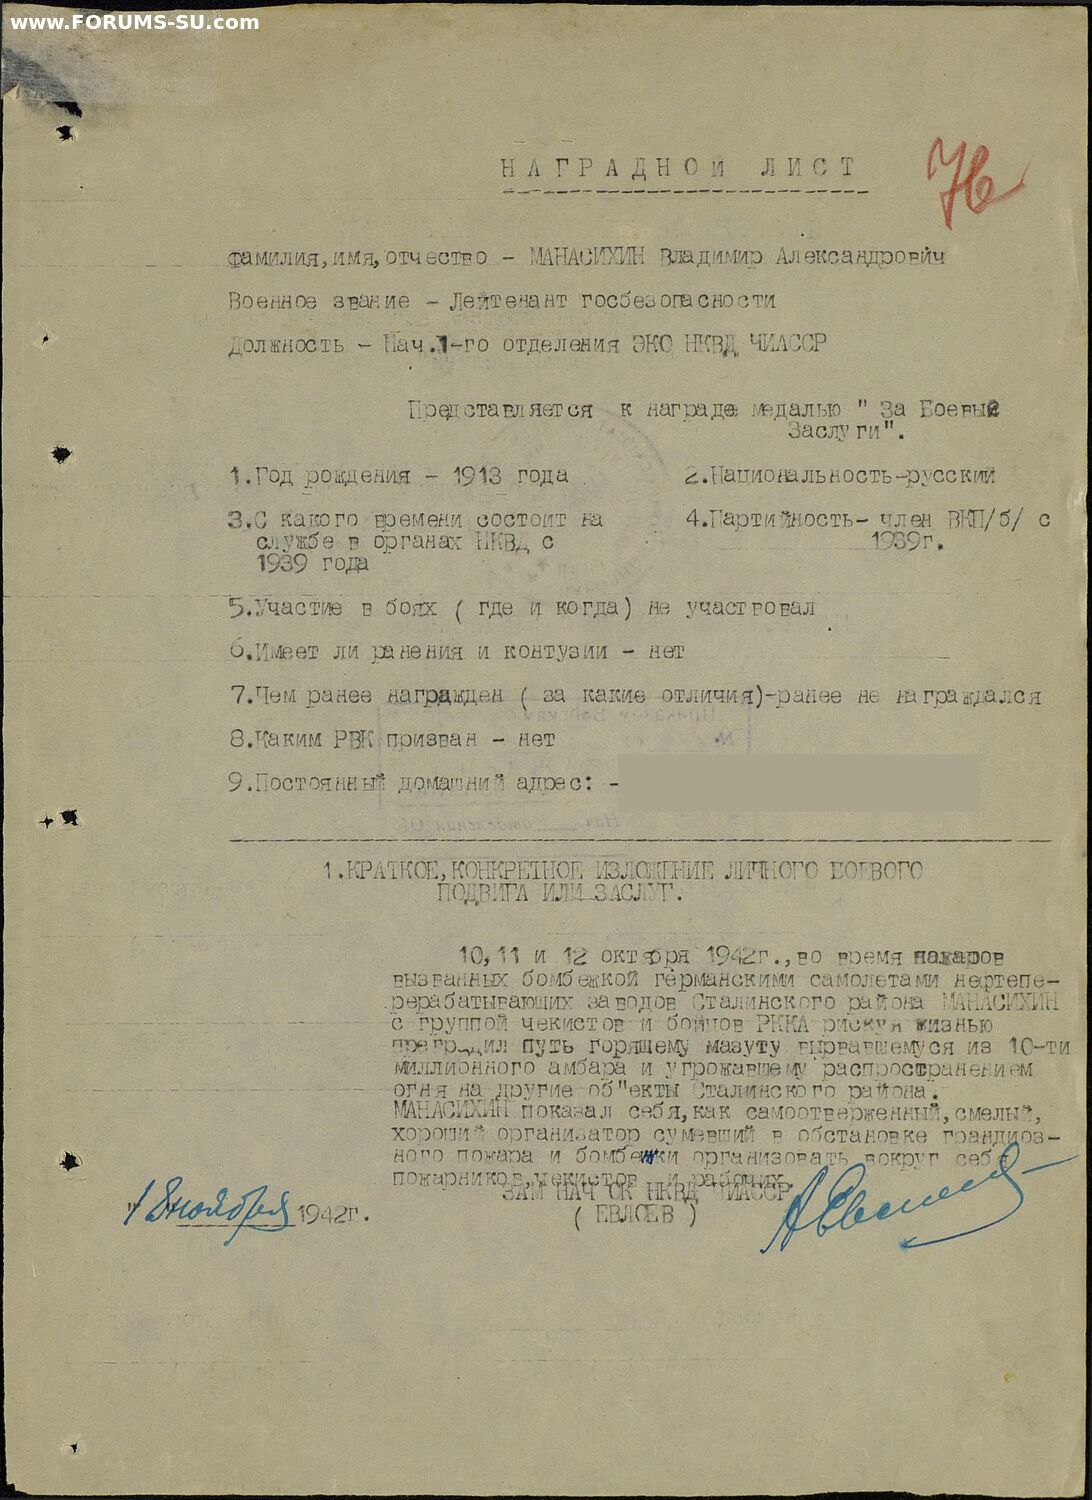 www.FORUMS-SU.com
НАГРАДНОЙ ЛИСТ
76
Фамилия,имя,отчество - МАНАСИХИН Владимир Александрович
Военное звание - Лейтенант госбезопасности
Должность - Нач.1-го отделения ЭКО НКВД ЧИАССР
Представляется к награде медалью " За Боевые
Заслуги".
1.Год рождения - 1913 года 2.Национальность-русский
3.С какого времени состоит на 4.Партийность- член ВКП/б/ с
службе в органах НКВД с 1939г.
1939 года
5.Участие в боях ( где и когда) не участвовал
6.Имеет ли ранения и контузии - нет
7.Чем ранее награжден ( за какие отличия)-ранее не награждался
8.Каким РВК призван - нет
9.Постоянный домашний адрес: -
1.КРАТКОЕ,КОНКРЕТНОЕ ИЗЛОЖЕНИЕ ЛИЧНОГО БОЕВОГО
ПОДВИГА ИЛИ ЗАСЛУГ.
10,11 и 12 октября 1942г.,во время пожаров
вызванных бомбежкой германскими самолетами нефтепе-
рерабатывающих заводов Сталинского района МАНАСИХИН
с группой чекистов и бойцов РККА рискуя жизнью
преградил путь горящему мазуту вырвавшемуся из 10-ти
миллионного амбара и угрожавшему распространением
огня на другие об"екты Сталинского района.
МАНАСИХИН показал себя,как самоотверженный,смелый,
хороший организатор сумевший в обстановке грандиоз-
ного пожара и бомбежки организовать вокруг себя
пожарников,чекистов и рабочих.
ЗАМ НАЧ ОК НКВД ЧИАССР
18 ноября 1942г. ( ЕВЛОЕВ )